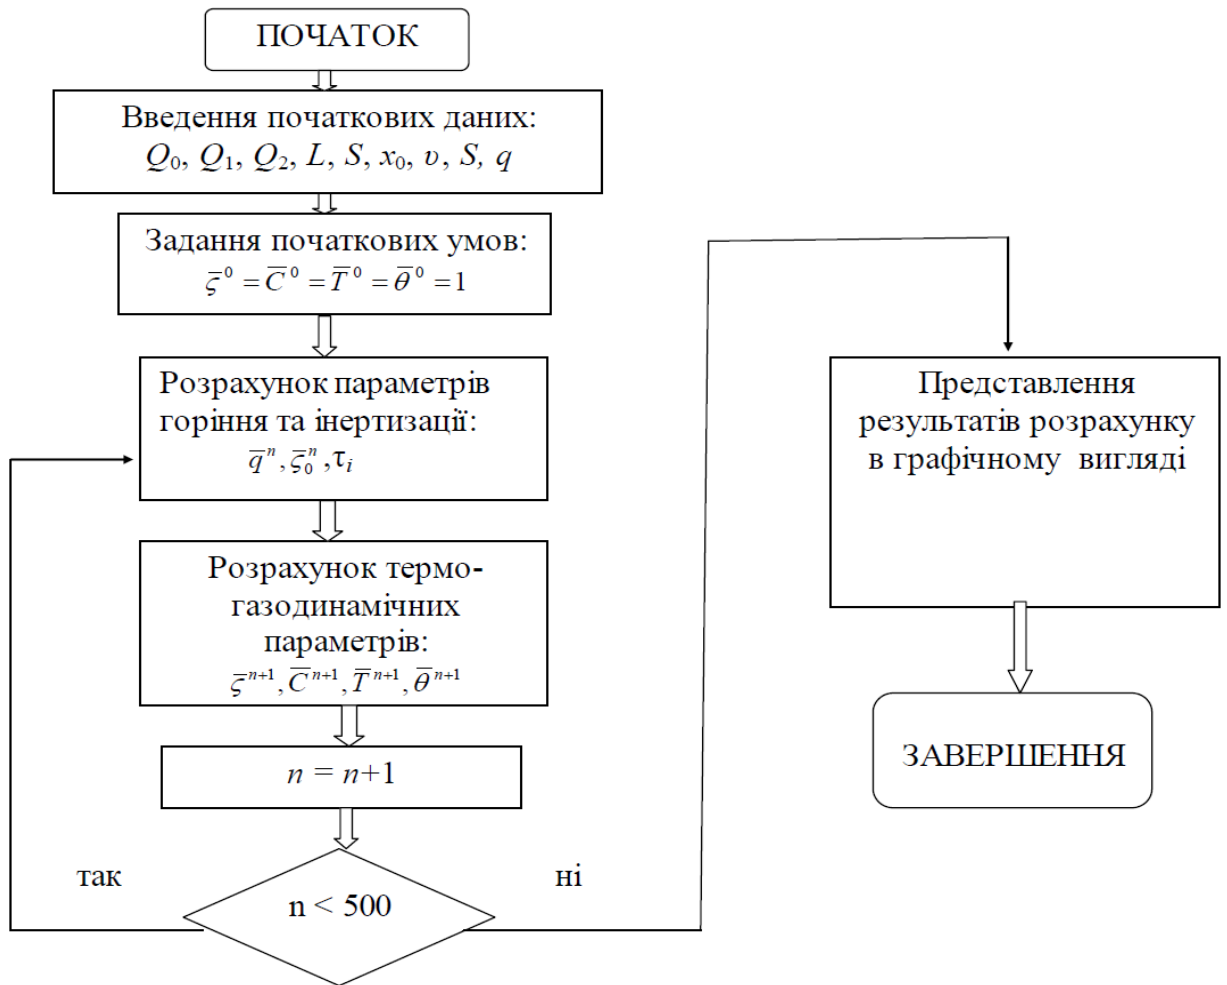 ПОЧАТОК
Введення початкових даних:
Q₀, Q₁, Q₂, L, S, x₀, υ, S, q
Задання початкових умов:
ς̅⁰ = C̅⁰ = T̅⁰ = θ̅⁰ = 1
Розрахунок параметрів
горіння та інертизації:
q̅ⁿ, ς̅₀ⁿ, τᵢ
Розрахунок термо-
газодинамічних
параметрів:
ς̅ⁿ⁺¹, C̅ⁿ⁺¹, T̅ⁿ⁺¹, θ̅ⁿ⁺¹
n = n+1
так
ні
n < 500
Представлення
результатів розрахунку
в графічному вигляді
ЗАВЕРШЕННЯ